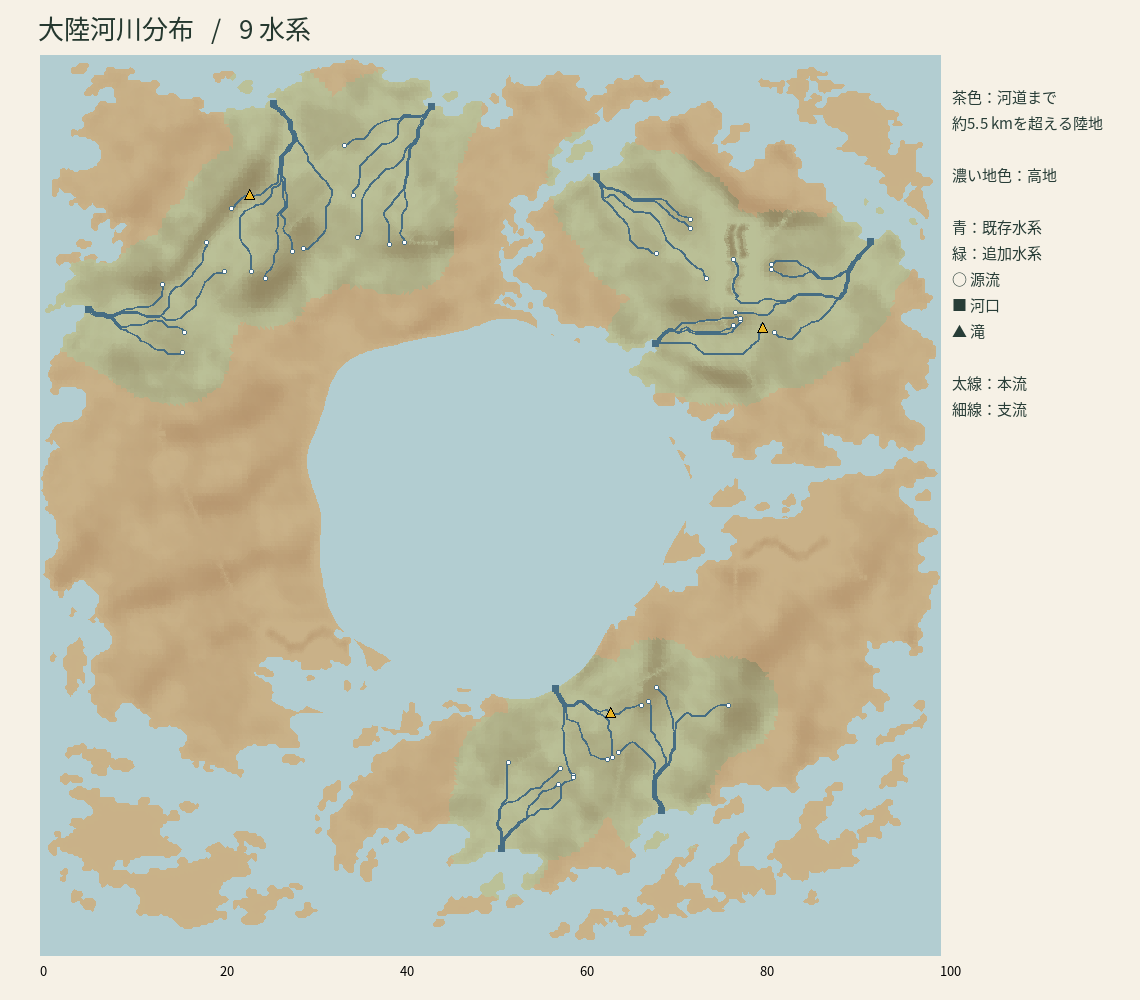 大陸河川分布 / 9 水系
茶色：河道まで
約5.5 kmを超える陸地
濃い地色：高地
青：既存水系
緑：追加水系
○ 源流
■ 河口
▲ 滝
太線：本流
細線：支流
0 20 40 60 80 100